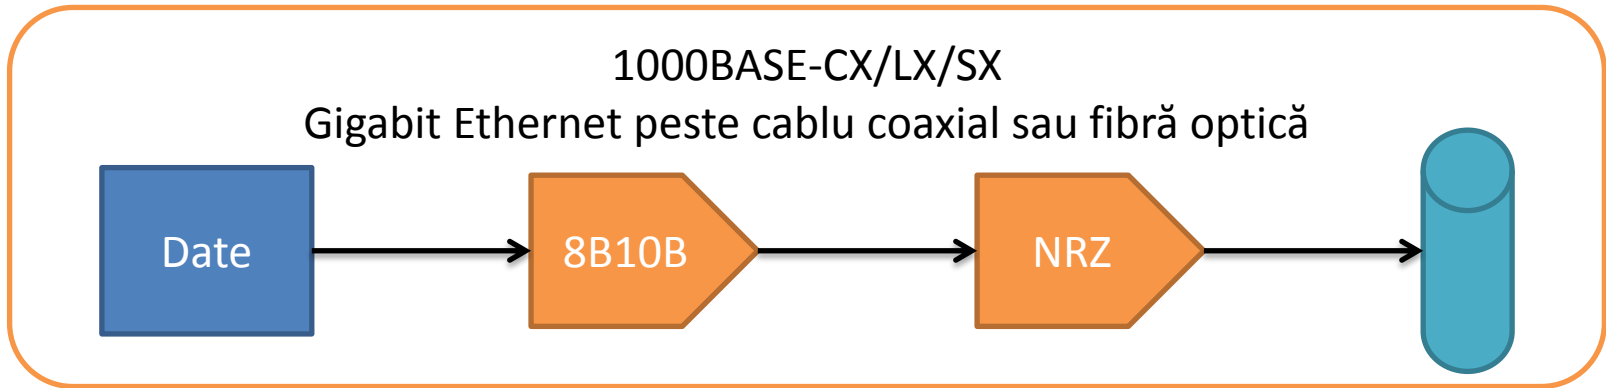 1000BASE-CX/LX/SX
Gigabit Ethernet peste cablu coaxial sau fibră optică
Date
8B10B
NRZ